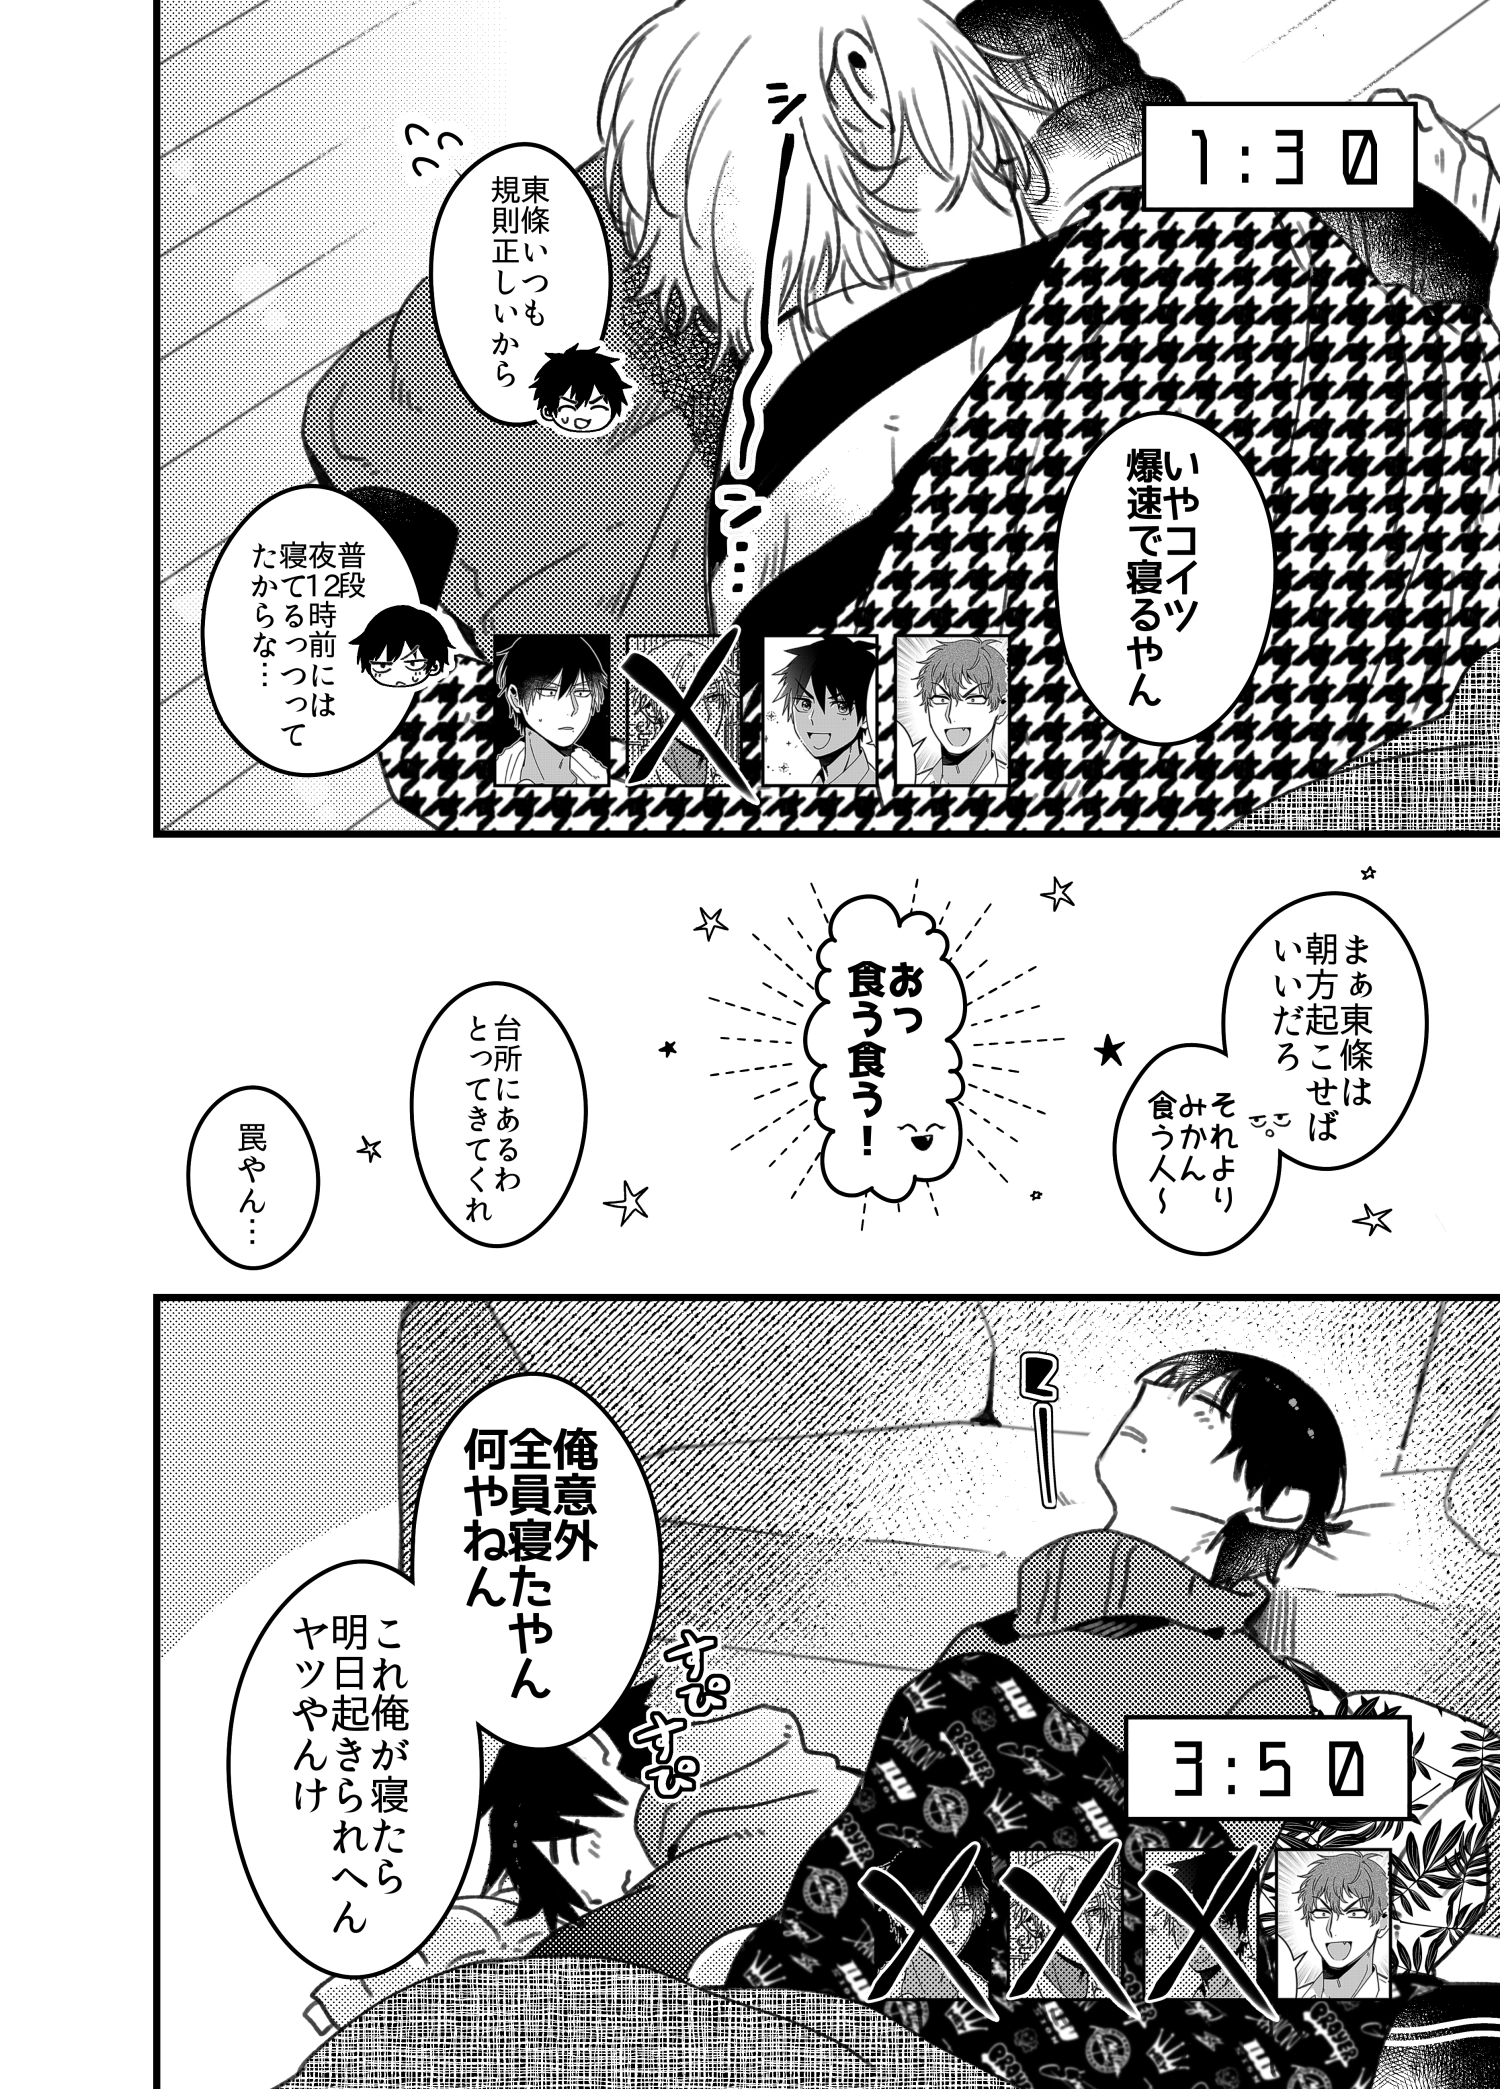 1:30
いやコイツ
爆速で寝るやん
シーン…
東條いつも
規則正しいから
普段
夜12時前には
寝てるっつって
たからな…
まぁ東條は
朝方起こせば
いいだろ
それより
みかん
食う人～
おっ
食う食う!
台所にあるわ
とってきてくれ
罠やん…
3:50
俺意外
全員寝たやん
何やねん
これ俺が寝たら
明日起きられへん
ヤツやんけ
すぴ
すぴ